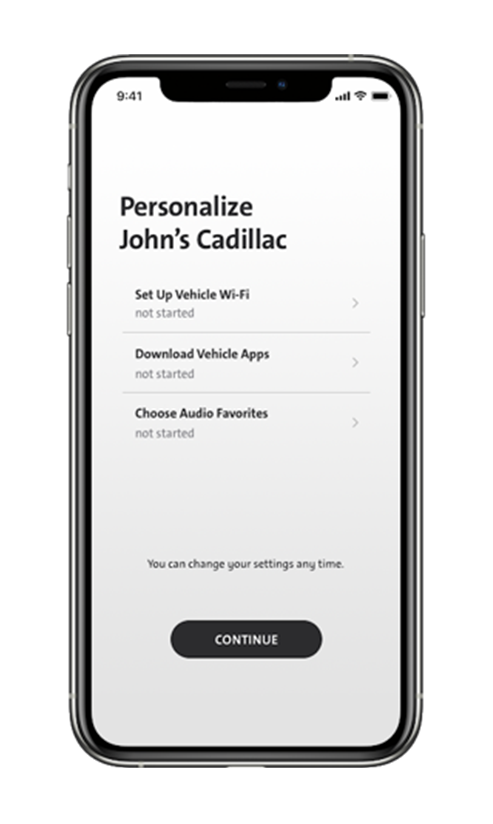 9:41
Personalize
John's Cadillac
Set Up Vehicle Wi-Fi
not started
Download Vehicle Apps
not started
Choose Audio Favorites
not started
You can change your settings any time.
CONTINUE